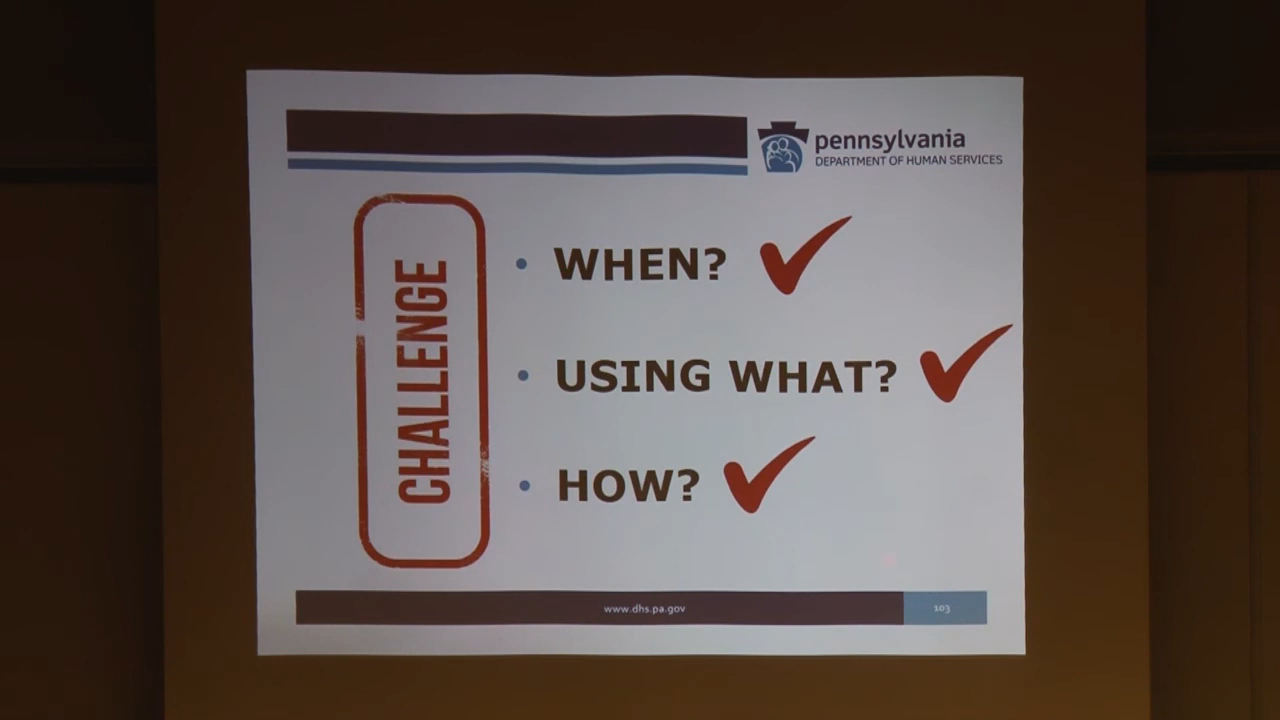 pennsylvania
DEPARTMENT OF HUMAN SERVICES
CHALLENGE
• WHEN?
• USING WHAT?
• HOW?
www.dhs.pa.gov
103